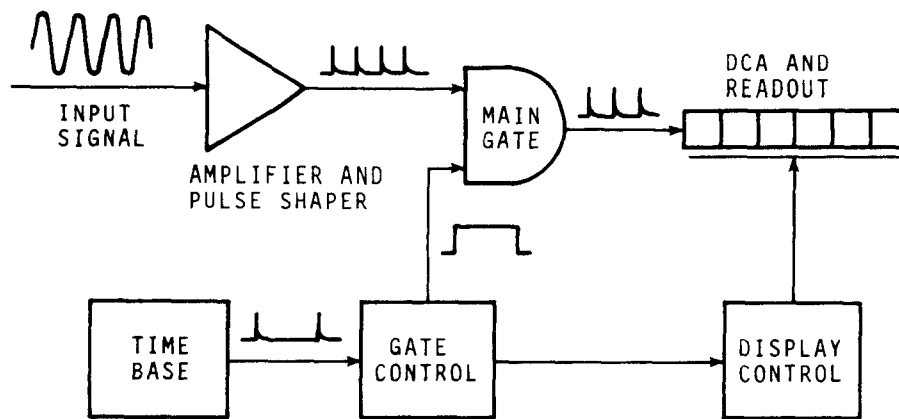 INPUT
SIGNAL
AMPLIFIER AND
PULSE SHAPER
MAIN
GATE
DCA AND
READOUT
TIME
BASE
GATE
CONTROL
DISPLAY
CONTROL